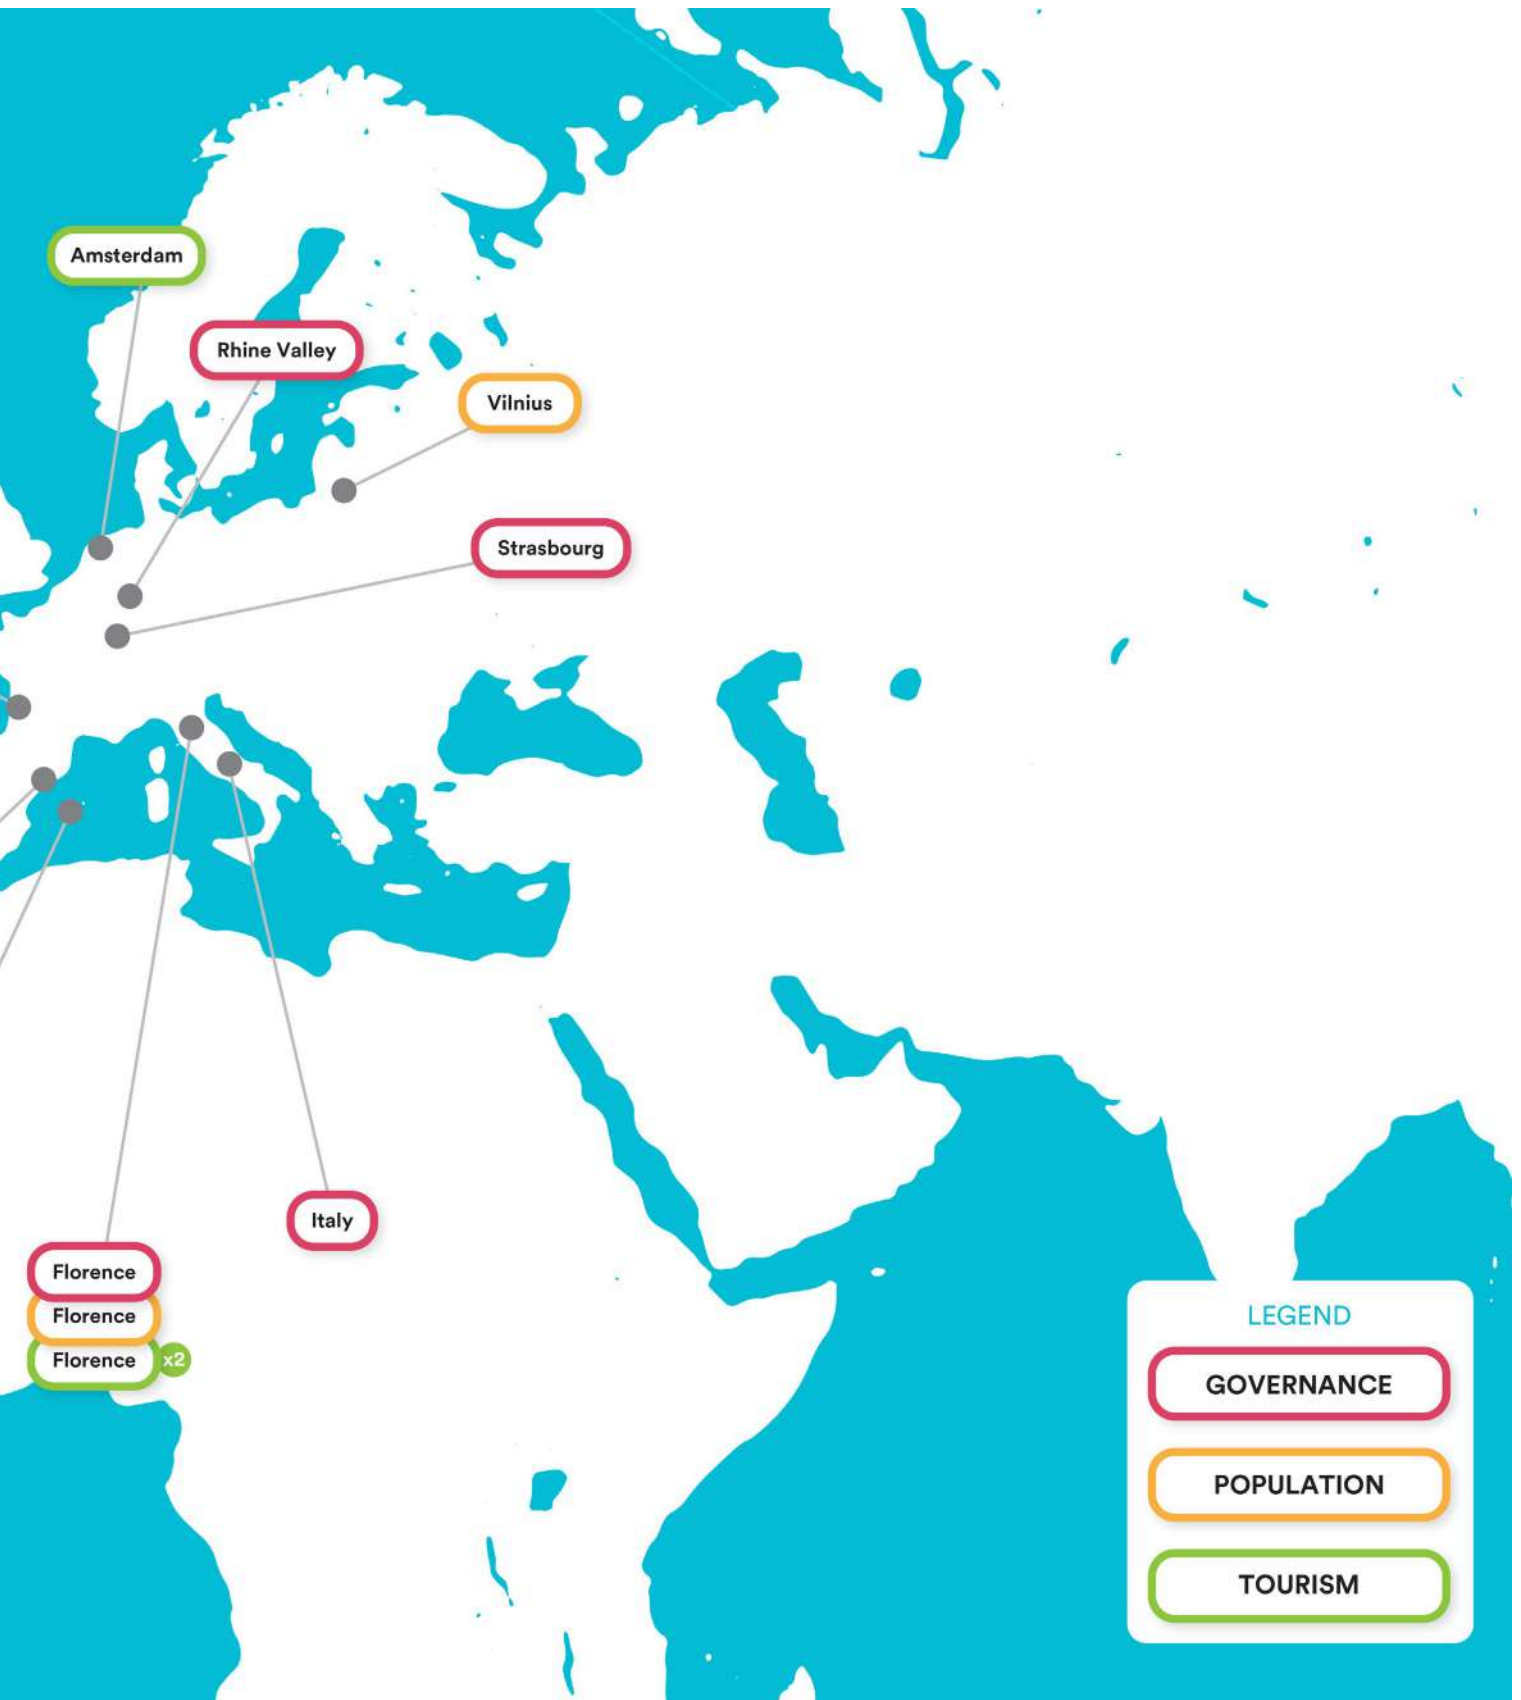 Amsterdam
Rhine Valley
Vilnius
Strasbourg
Italy
Florence
Florence
Florence x2
LEGEND
GOVERNANCE
POPULATION
TOURISM